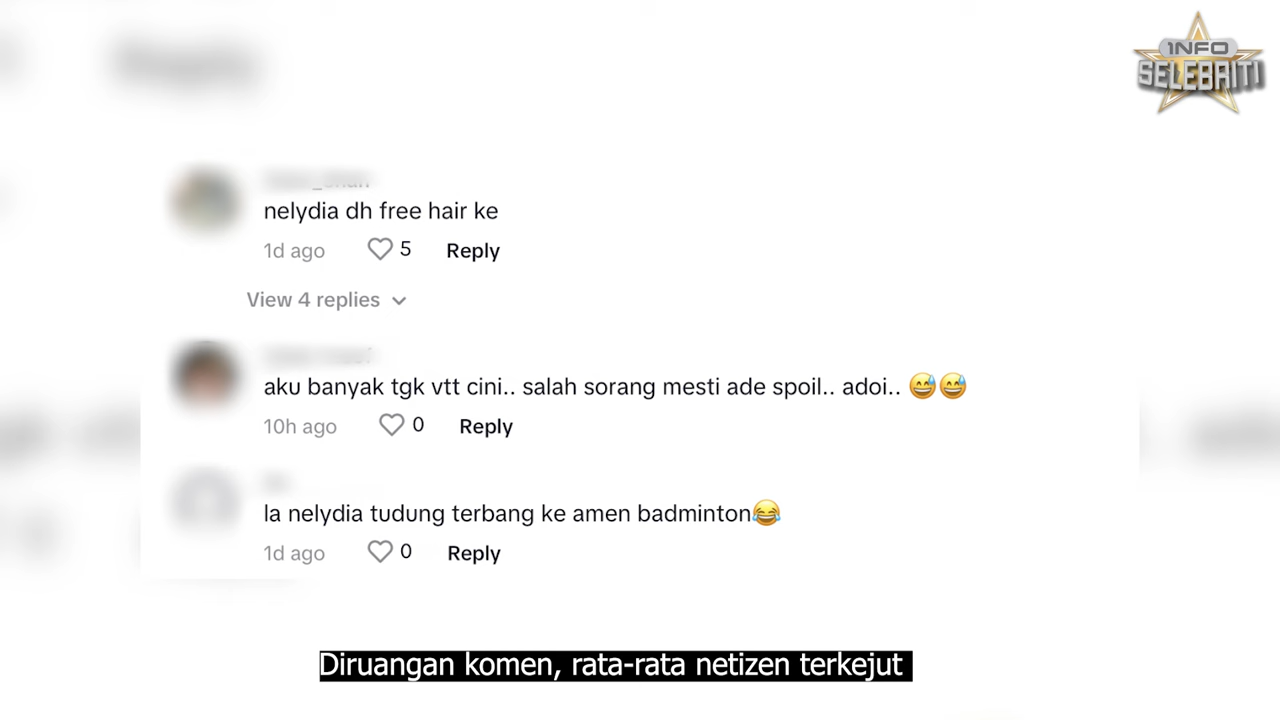 INFO
SELEBRITI
nelydia dh free hair ke
1d ago 5 Reply
View 4 replies
aku banyak tgk vtt cini.. salah sorang mesti ade spoil.. adoi.. 😅😅
10h ago 0 Reply
la nelydia tudung terbang ke amen badminton😂
1d ago 0 Reply
Diruangan komen, rata-rata netizen terkejut